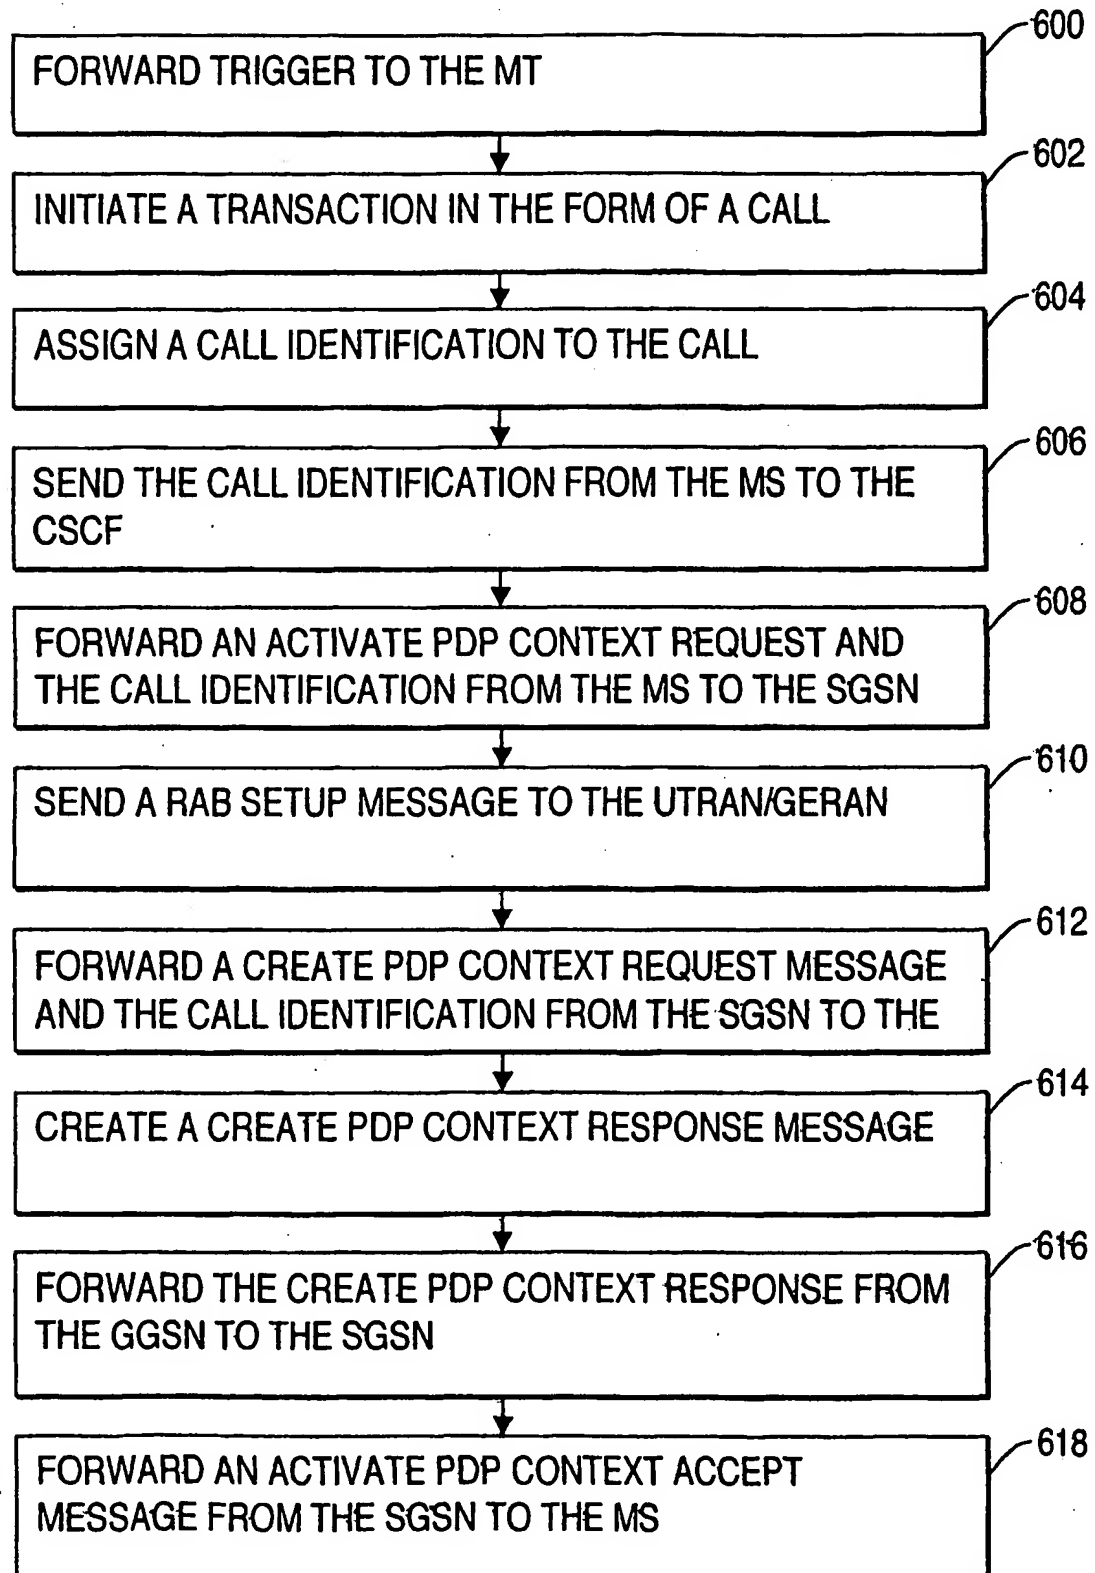 600
FORWARD TRIGGER TO THE MT
602
INITIATE A TRANSACTION IN THE FORM OF A CALL
604
ASSIGN A CALL IDENTIFICATION TO THE CALL
606
SEND THE CALL IDENTIFICATION FROM THE MS TO THE
CSCF
608
FORWARD AN ACTIVATE PDP CONTEXT REQUEST AND
THE CALL IDENTIFICATION FROM THE MS TO THE SGSN
610
SEND A RAB SETUP MESSAGE TO THE UTRAN/GERAN
612
FORWARD A CREATE PDP CONTEXT REQUEST MESSAGE
AND THE CALL IDENTIFICATION FROM THE SGSN TO THE
614
CREATE A CREATE PDP CONTEXT RESPONSE MESSAGE
616
FORWARD THE CREATE PDP CONTEXT RESPONSE FROM
THE GGSN TO THE SGSN
618
FORWARD AN ACTIVATE PDP CONTEXT ACCEPT
MESSAGE FROM THE SGSN TO THE MS